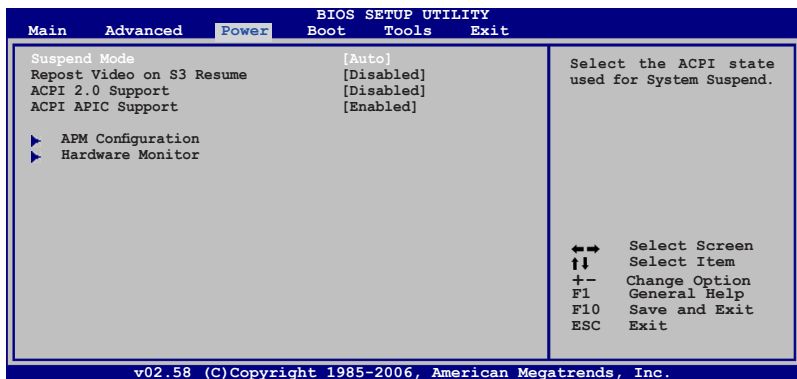 BIOS SETUP UTILITY
Main Advanced Power Boot Tools Exit
Suspend Mode [Auto]
Repost Video on S3 Resume [Disabled]
ACPI 2.0 Support [Disabled]
ACPI APIC Support [Enabled]
APM Configuration
Hardware Monitor
Select the ACPI state
used for System Suspend.
←→ Select Screen
↑↓ Select Item
+- Change Option
F1 General Help
F10 Save and Exit
ESC Exit
v02.58 (C)Copyright 1985-2006, American Megatrends, Inc.